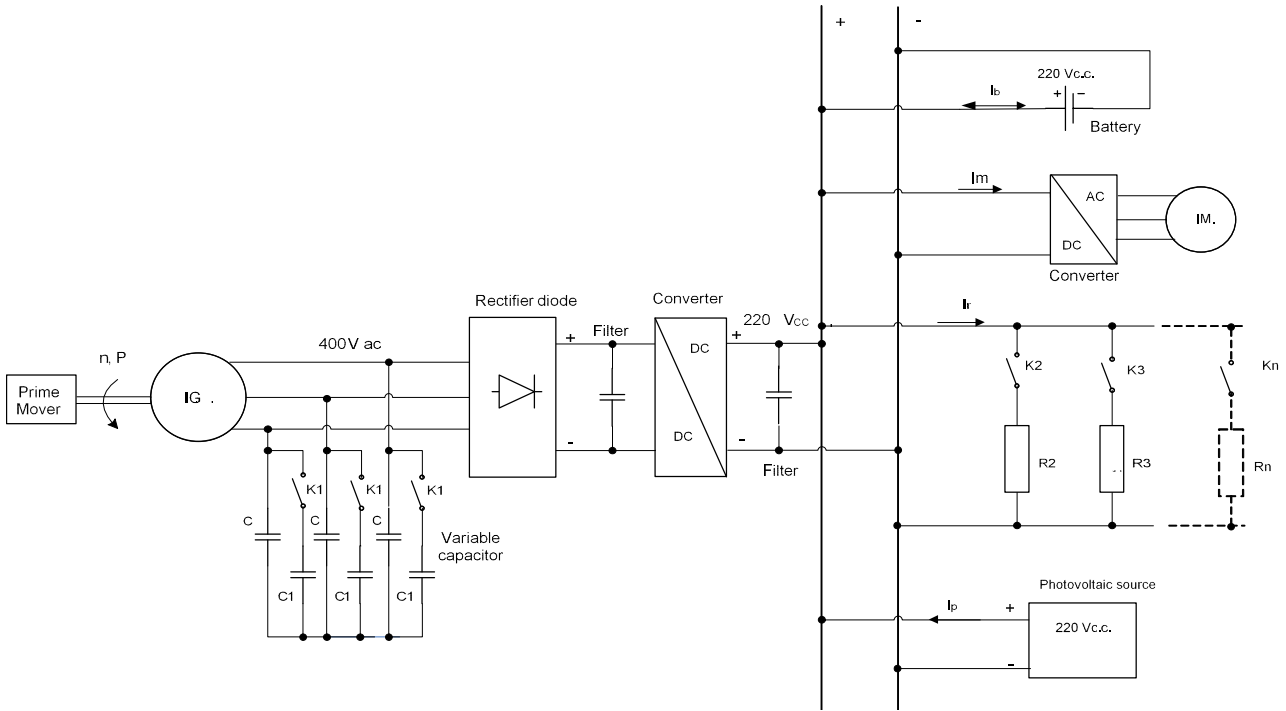 +
-
220 Vc.c.
+
−
Ib
Battery
Im
AC
DC
Converter
IM.
Rectifier diode
Converter
Filter
+
-
DC
DC
220 Vcc
+
-
Filter
400V ac
n, P
Prime
Mover
IG .
K1
K1
K1
C
C
C
C1
C1
C1
Variable
capacitor
Ir
K2
K3
Kn
R2
R3
Rn
Photovoltaic source
Ip
+
-
220 Vc.c.